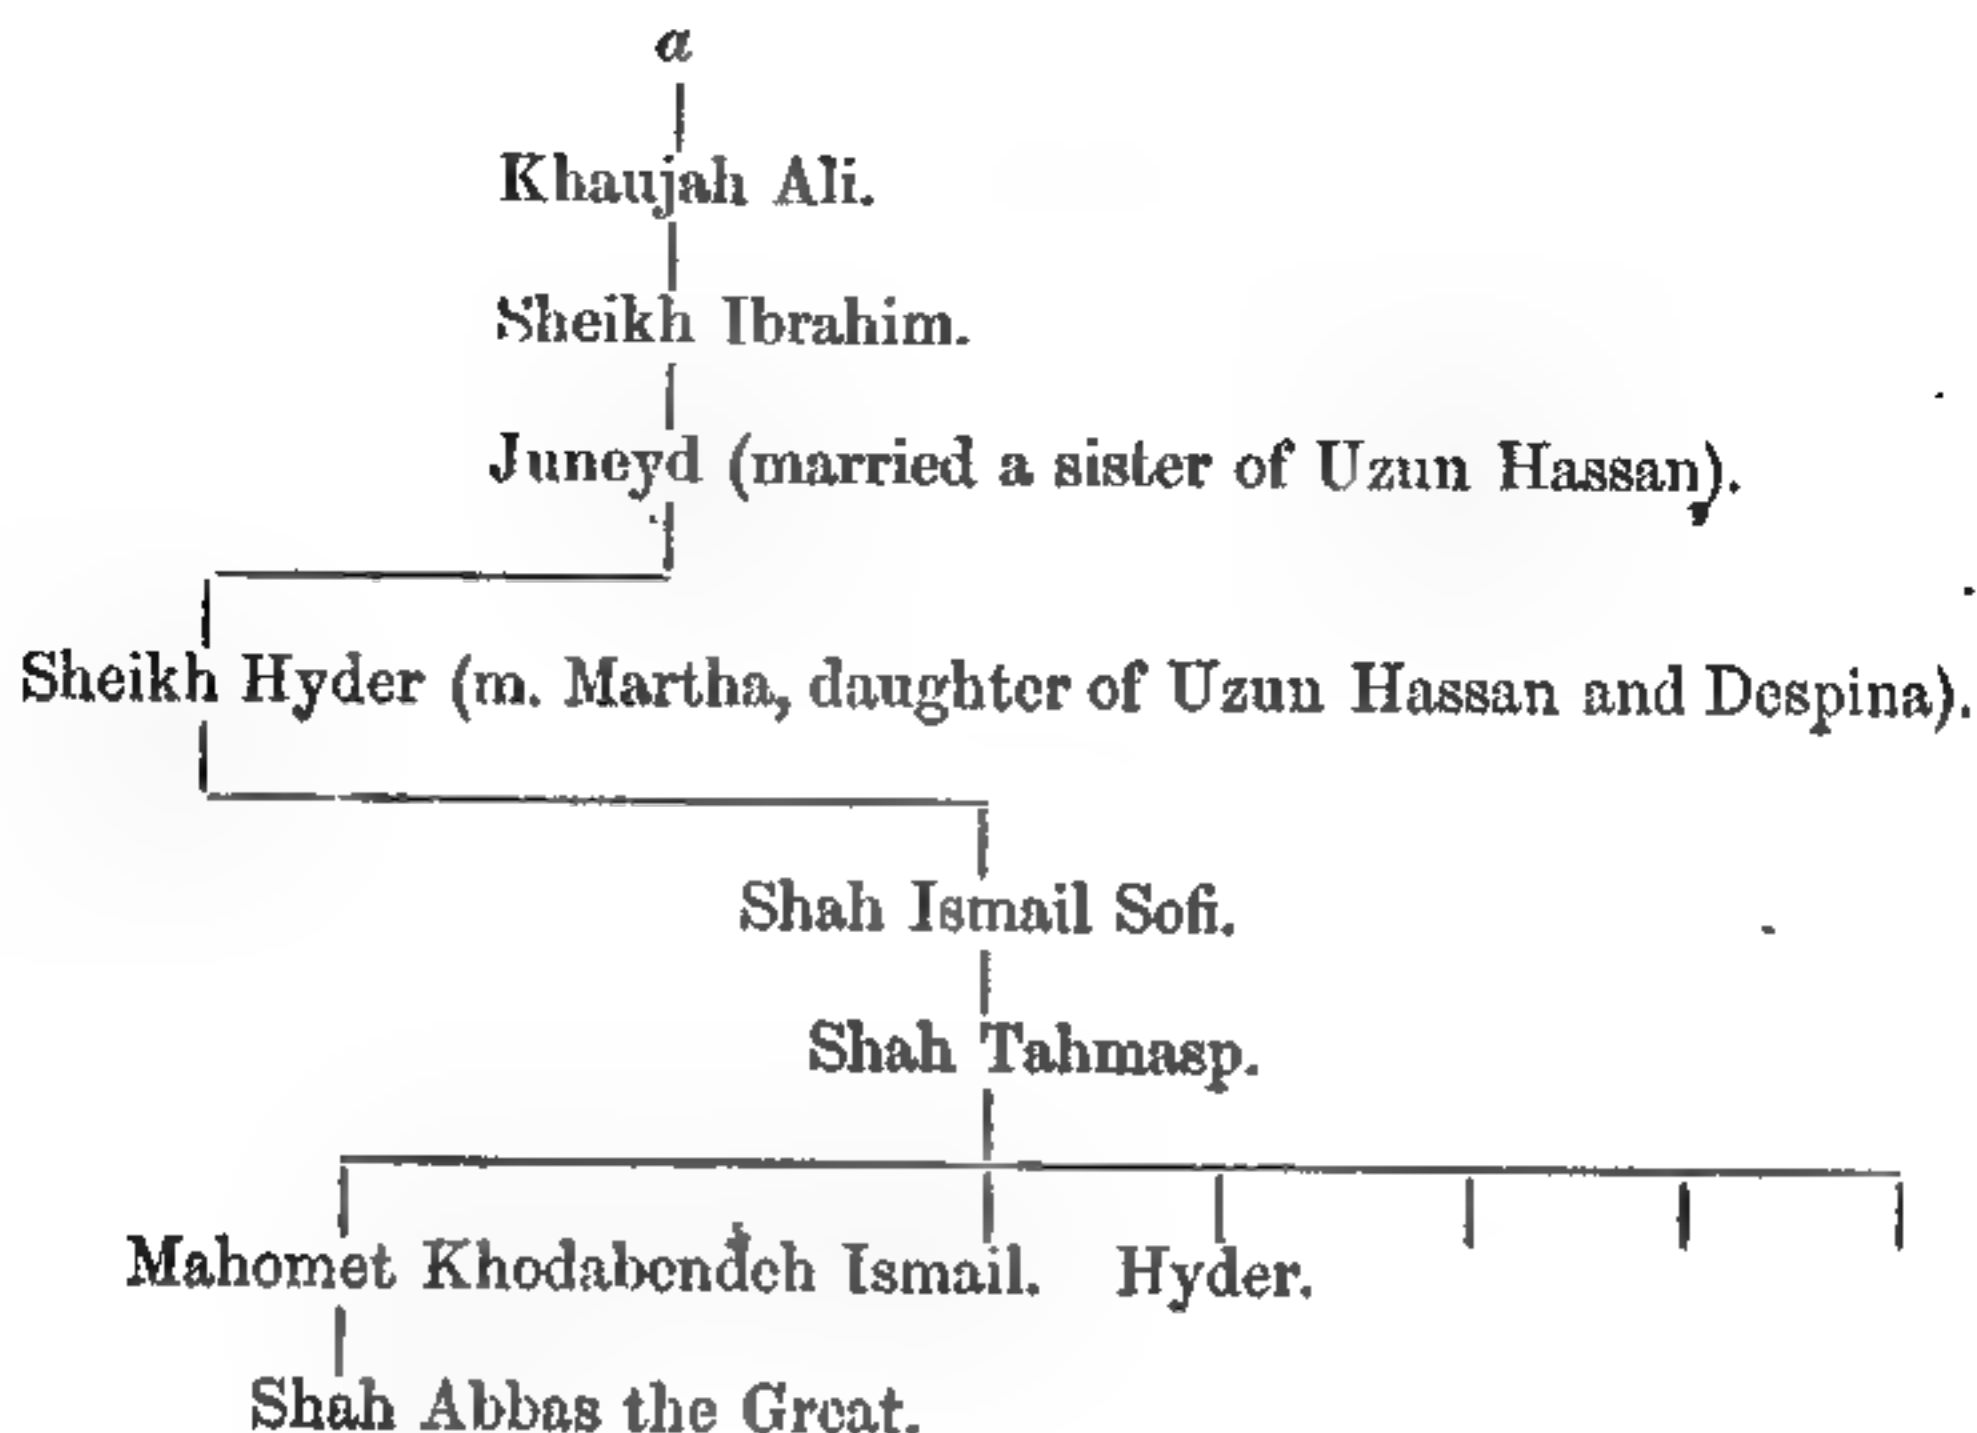 a
Khaujah Ali.
Sheikh Ibrahim.
Juneyd (married a sister of Uzun Hassan).
Sheikh Hyder (m. Martha, daughter of Uzun Hassan and Despina).
Shah Ismail Sofi.
Shah Tahmasp.
Mahomet Khodabendeh Ismail. Hyder.
Shah Abbas the Great.